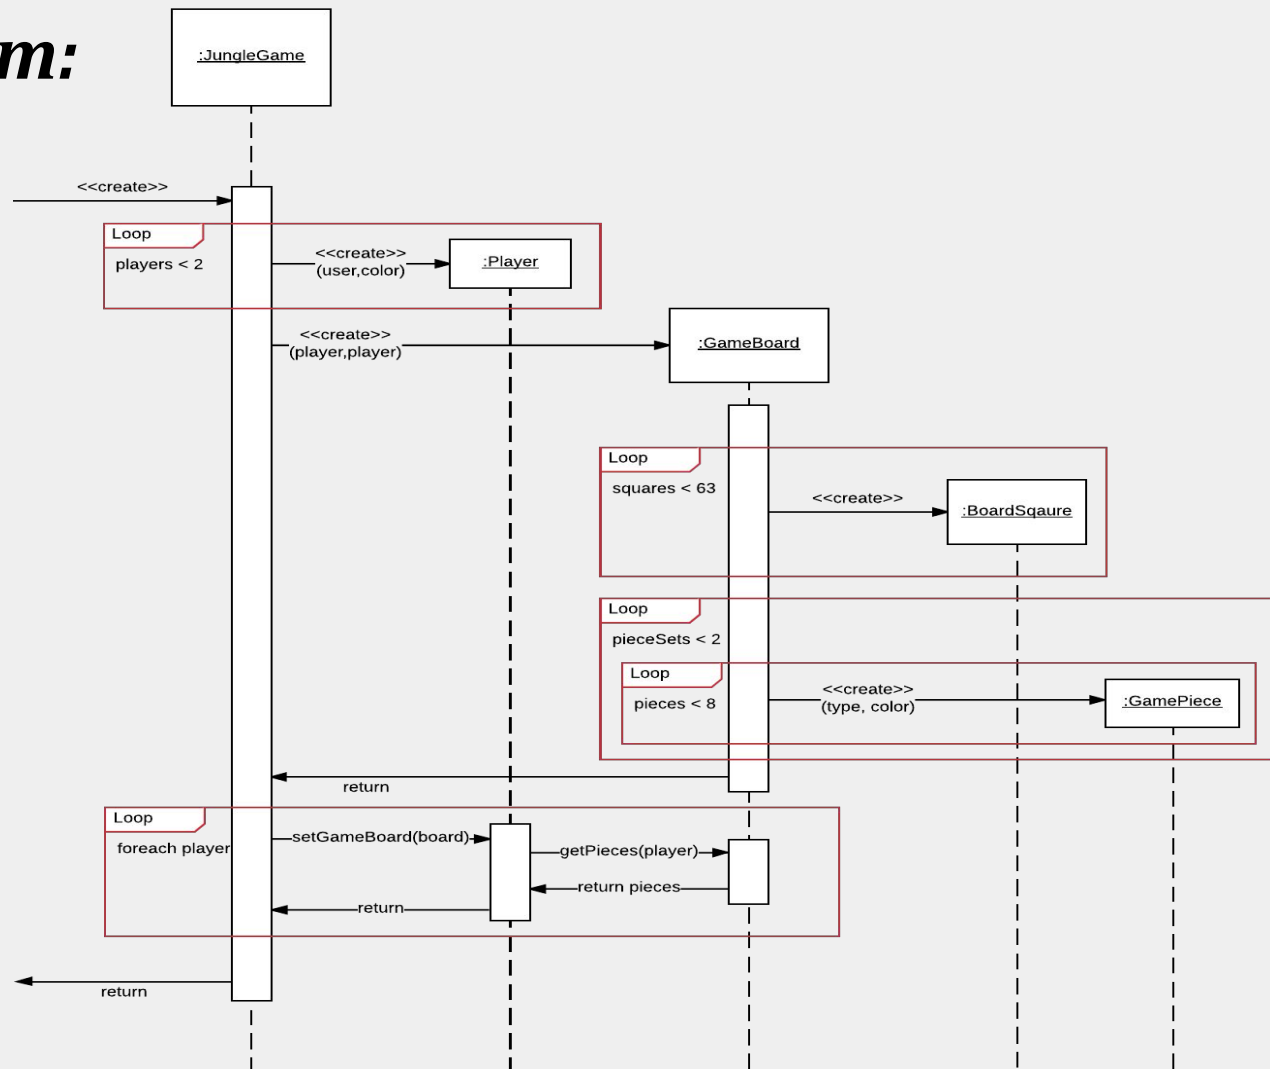 m:
:JungleGame
<<create>>
Loop
players < 2
<<create>>
(user,color)
:Player
<<create>>
(player,player)
:GameBoard
Loop
squares < 63
<<create>>
:BoardSqaure
Loop
pieceSets < 2
Loop
pieces < 8
<<create>>
(type, color)
:GamePiece
return
Loop
foreach player
setGameBoard(board)
getPieces(player)
return pieces
return
return